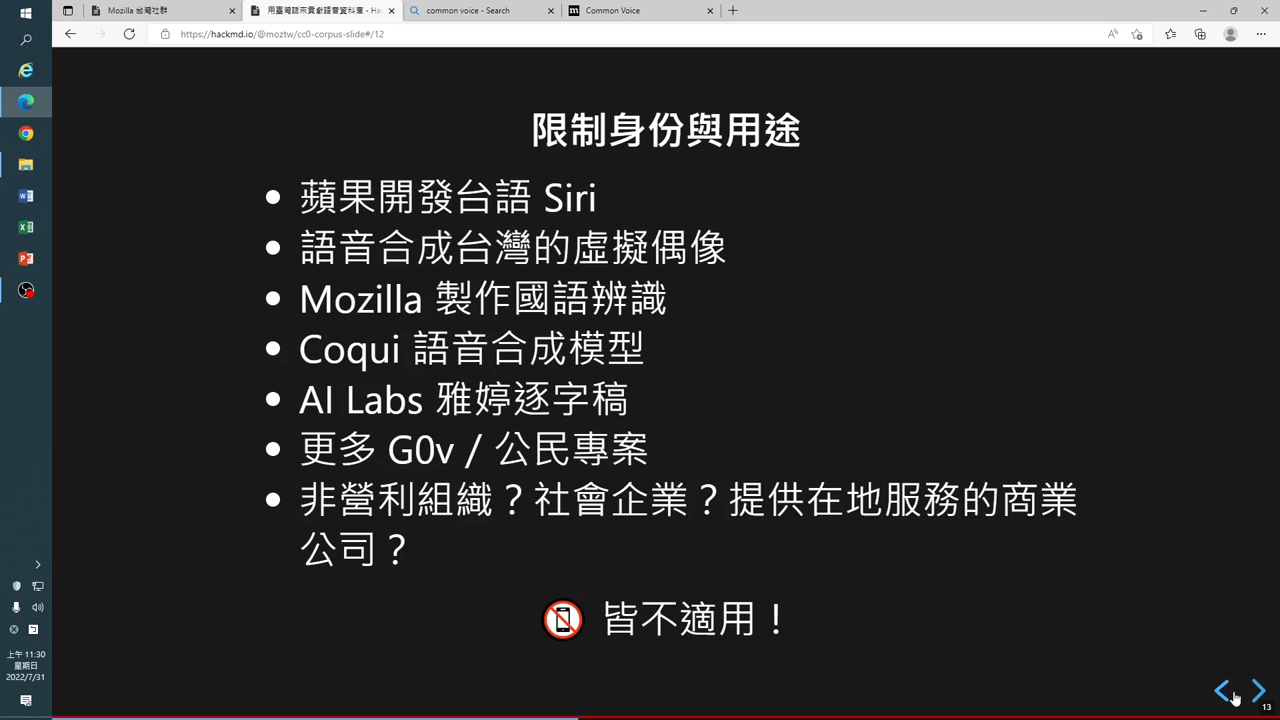 Mozilla 台灣社群
用臺灣話來貢獻語音資料庫 - Ha
common voice - Search
Common Voice
https://hackmd.io/@moztw/cc0-corpus-slide#/12
限制身份與用途
蘋果開發台語 Siri
語音合成台灣的虛擬偶像
Mozilla 製作國語辨識
Coqui 語音合成模型
AI Labs 雅婷逐字稿
更多 G0v / 公民專案
非營利組織？社會企業？提供在地服務的商業
公司？
皆不適用！
上午 11:30
星期日
2022/7/31
13